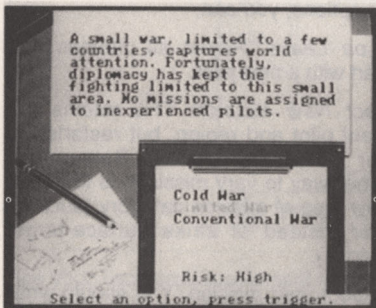 A small war, limited to a few
countries, captures world
attention. Fortunately,
diplomacy has kept the
fighting limited to this small
area. No missions are assigned
to inexperienced pilots.
Cold War
Limited War
Conventional War
Risk: High
Select an option, press trigger.